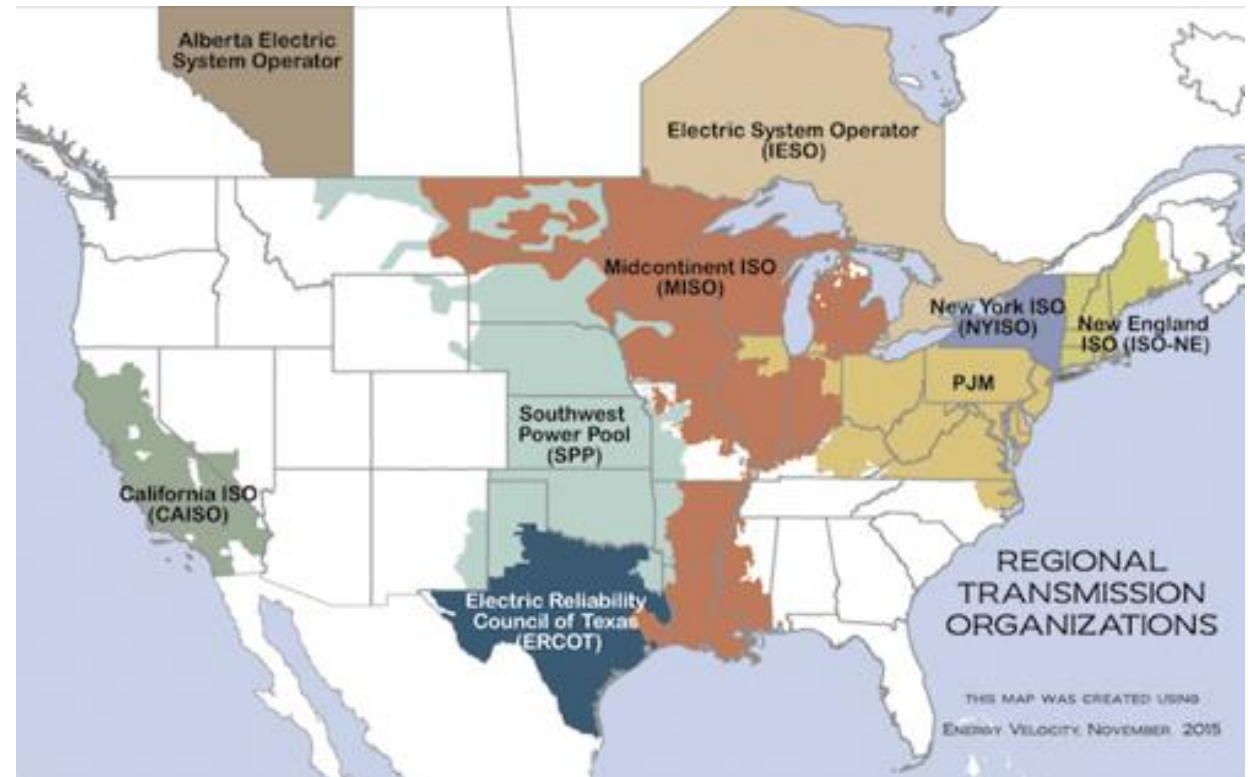 Alberta Electric
System Operator
Electric System Operator
(IESO)
Midcontinent ISO
(MISO)
New York ISO
(NYISO)
New England
ISO (ISO-NE)
PJM
Southwest
Power Pool
(SPP)
California ISO
(CAISO)
Electric Reliability
Council of Texas
(ERCOT)
REGIONAL
TRANSMISSION
ORGANIZATIONS
THIS MAP WAS CREATED USING
ENERGY VELOCITY, NOVEMBER 2015